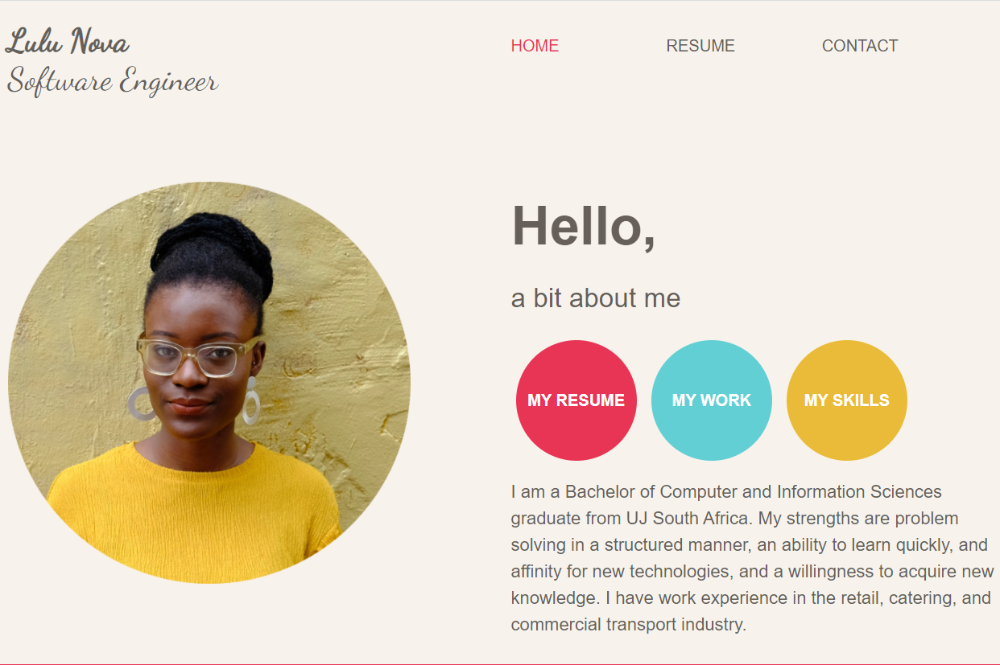 Lulu Nova
Software Engineer
HOME RESUME CONTACT
Hello,
a bit about me
MY RESUME MY WORK MY SKILLS
I am a Bachelor of Computer and Information Sciences
graduate from UJ South Africa. My strengths are problem
solving in a structured manner, an ability to learn quickly, and
affinity for new technologies, and a willingness to acquire new
knowledge. I have work experience in the retail, catering, and
commercial transport industry.